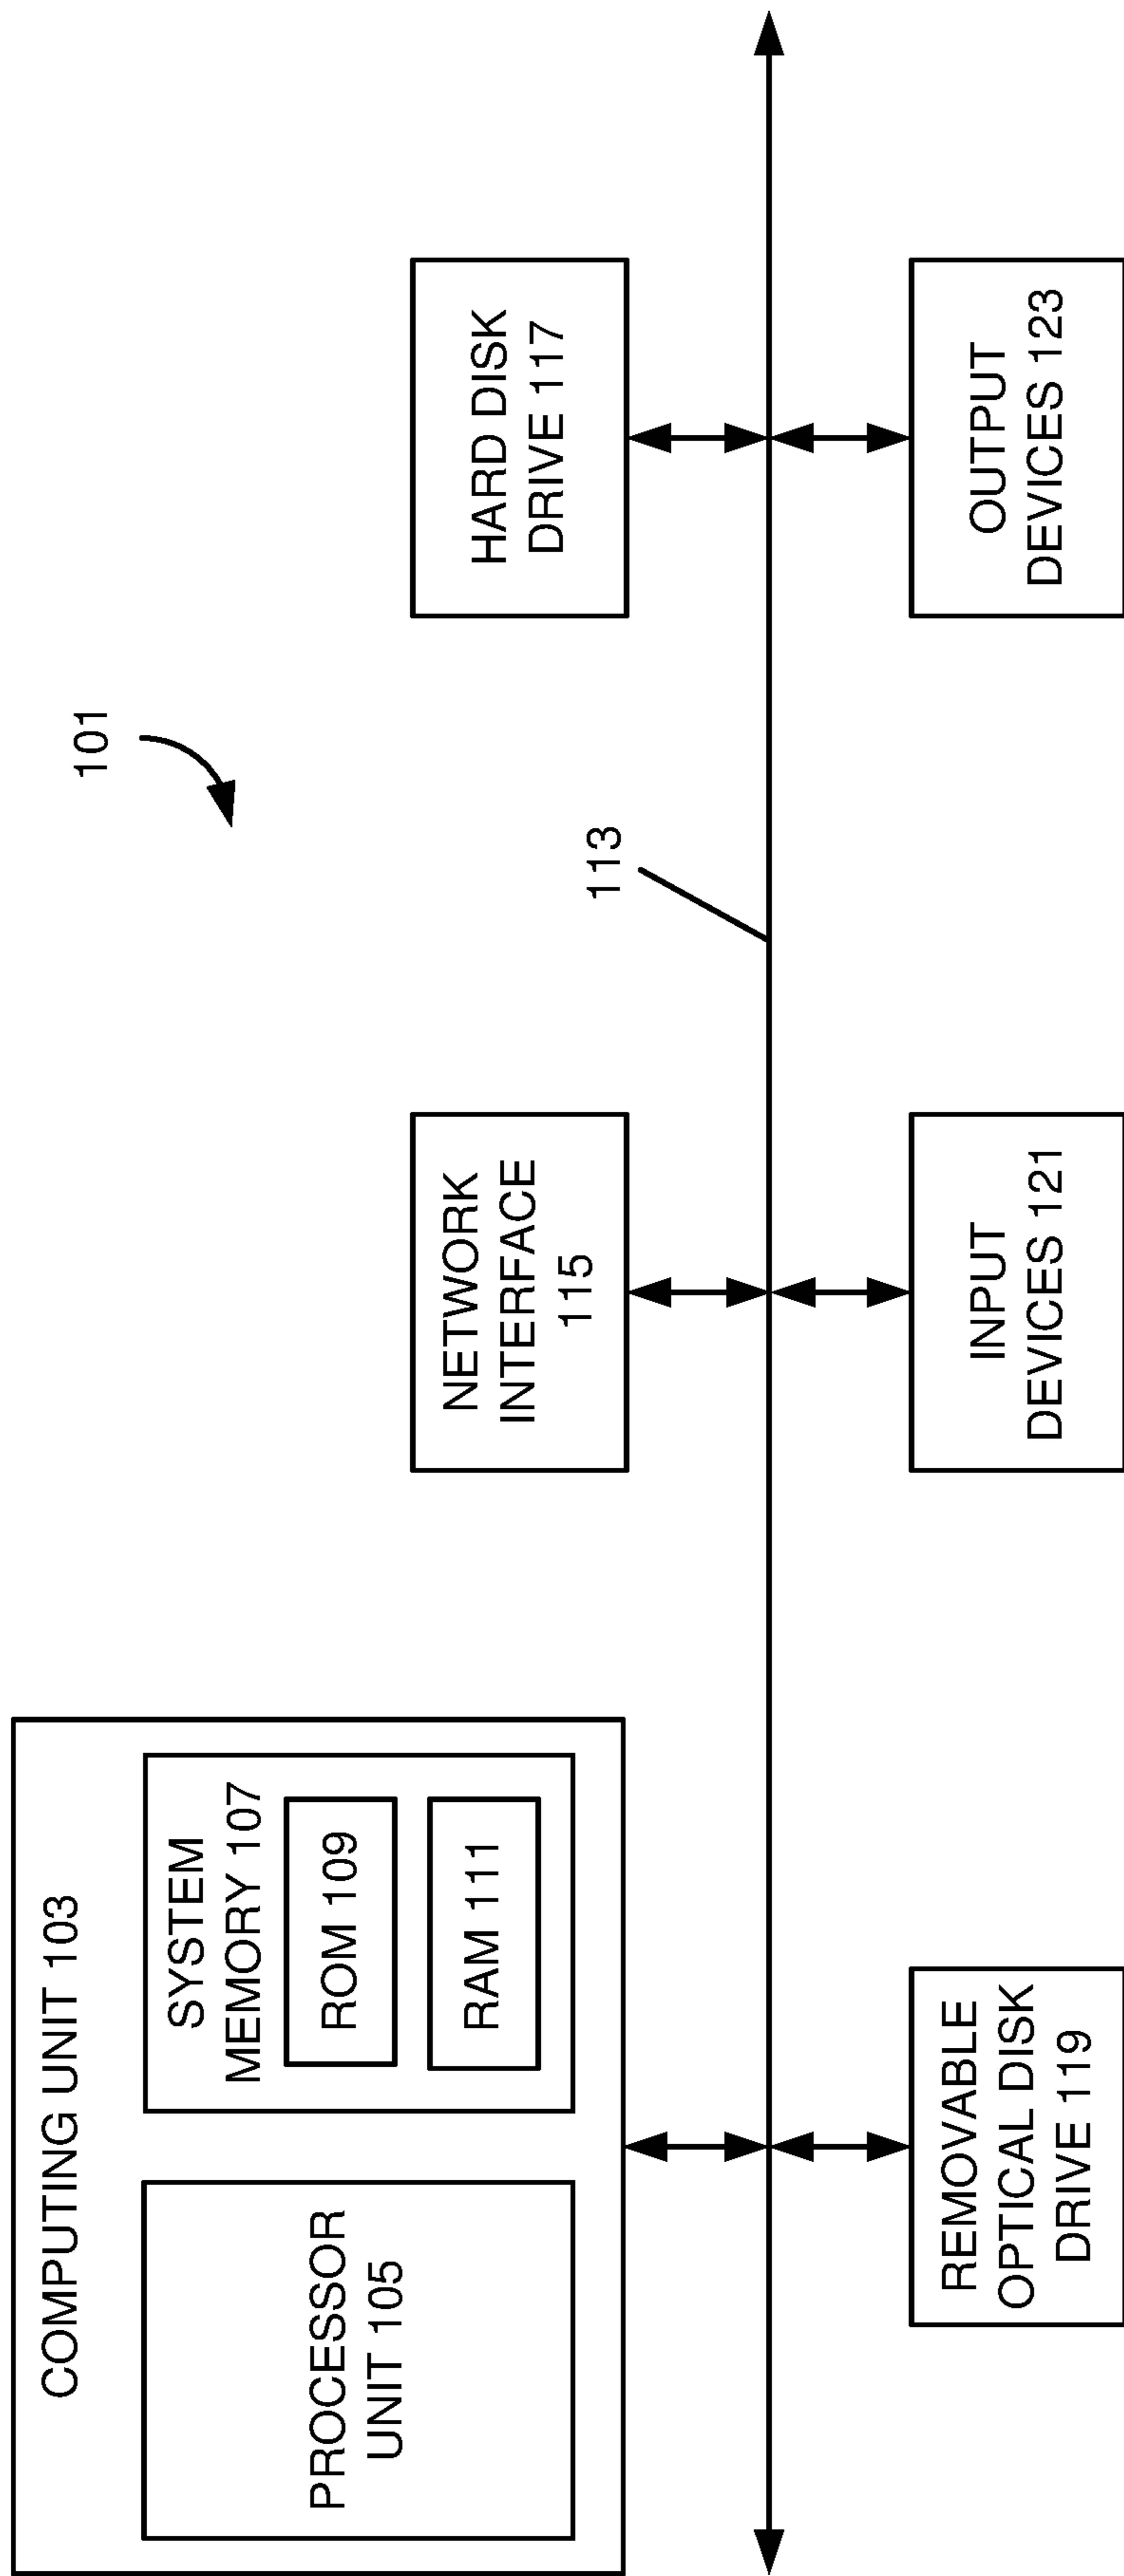 101
COMPUTING UNIT 103
PROCESSOR
UNIT 105
SYSTEM
MEMORY 107
ROM 109
RAM 111
NETWORK
INTERFACE
115
HARD DISK
DRIVE 117
113
REMOVABLE
OPTICAL DISK
DRIVE 119
INPUT
DEVICES 121
OUTPUT
DEVICES 123